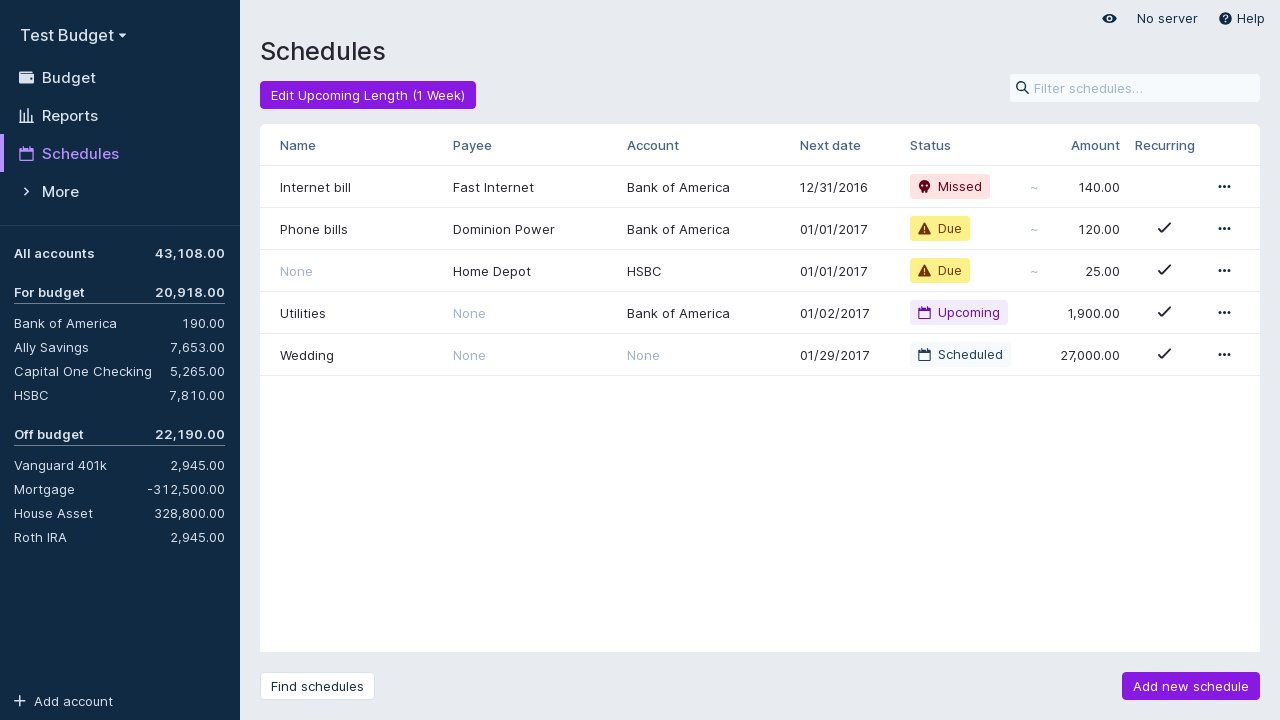 Test Budget
Budget
Reports
Schedules
More
All accounts 43,108.00
For budget 20,918.00
Bank of America 190.00
Ally Savings 7,653.00
Capital One Checking 5,265.00
HSBC 7,810.00
Off budget 22,190.00
Vanguard 401k 2,945.00
Mortgage -312,500.00
House Asset 328,800.00
Roth IRA 2,945.00
Add account
No server Help
Schedules
Edit Upcoming Length (1 Week)
Filter schedules...
Name Payee Account Next date Status Amount Recurring
Internet bill Fast Internet Bank of America 12/31/2016 Missed ~ 140.00
Phone bills Dominion Power Bank of America 01/01/2017 Due ~ 120.00
None Home Depot HSBC 01/01/2017 Due ~ 25.00
Utilities None Bank of America 01/02/2017 Upcoming 1,900.00
Wedding None None 01/29/2017 Scheduled 27,000.00
Find schedules Add new schedule